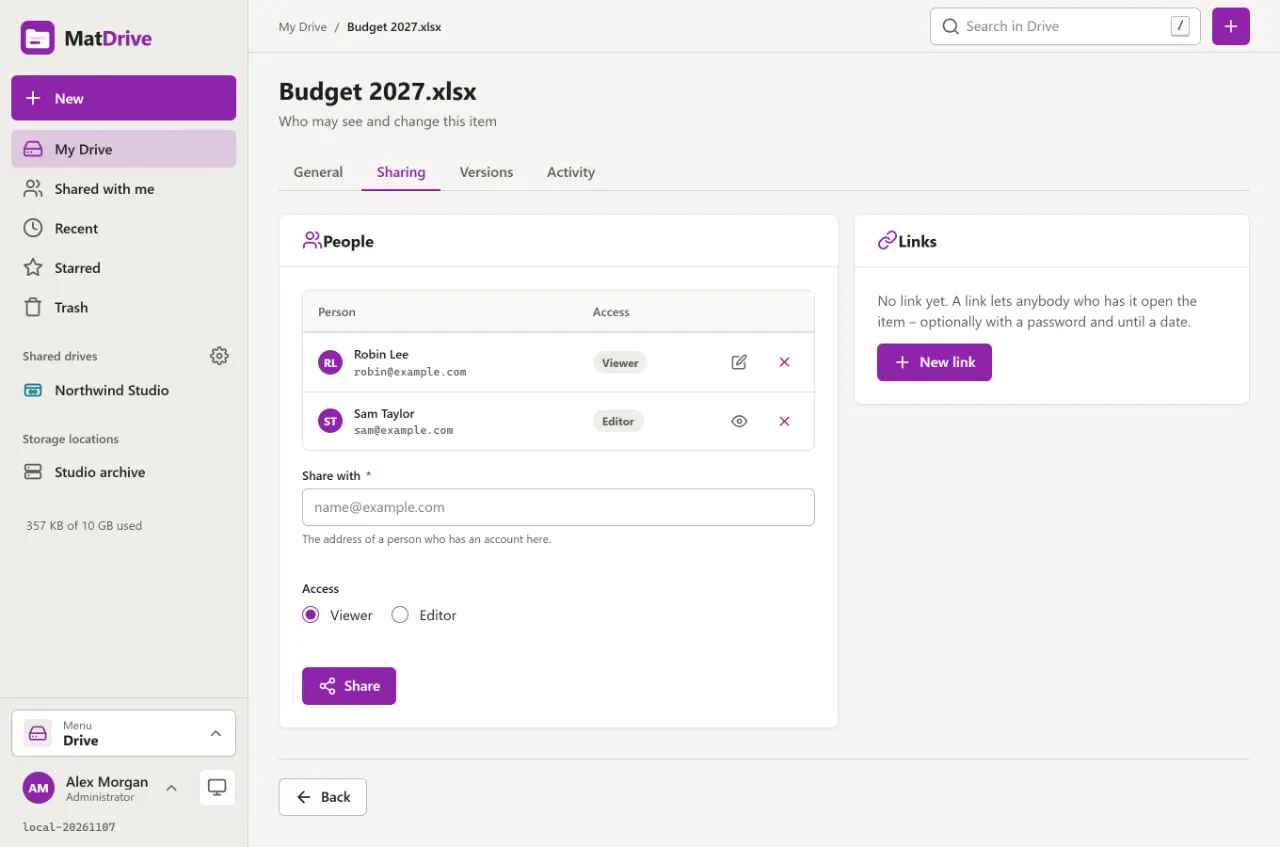 MatDrive
New
My Drive
Shared with me
Recent
Starred
Trash
Shared drives
Northwind Studio
Storage locations
Studio archive
357 KB of 10 GB used
Menu
Drive
AM
Alex Morgan
Administrator
local-20261107
My Drive / Budget 2027.xlsx
Search in Drive /
Budget 2027.xlsx
Who may see and change this item
General Sharing Versions Activity
People
Person Access
RL
Robin Lee
robin@example.com
Viewer
ST
Sam Taylor
sam@example.com
Editor
Share with *
name@example.com
The address of a person who has an account here.
Access
Viewer Editor
Share
Links
No link yet. A link lets anybody who has it open the
item – optionally with a password and until a date.
New link
Back